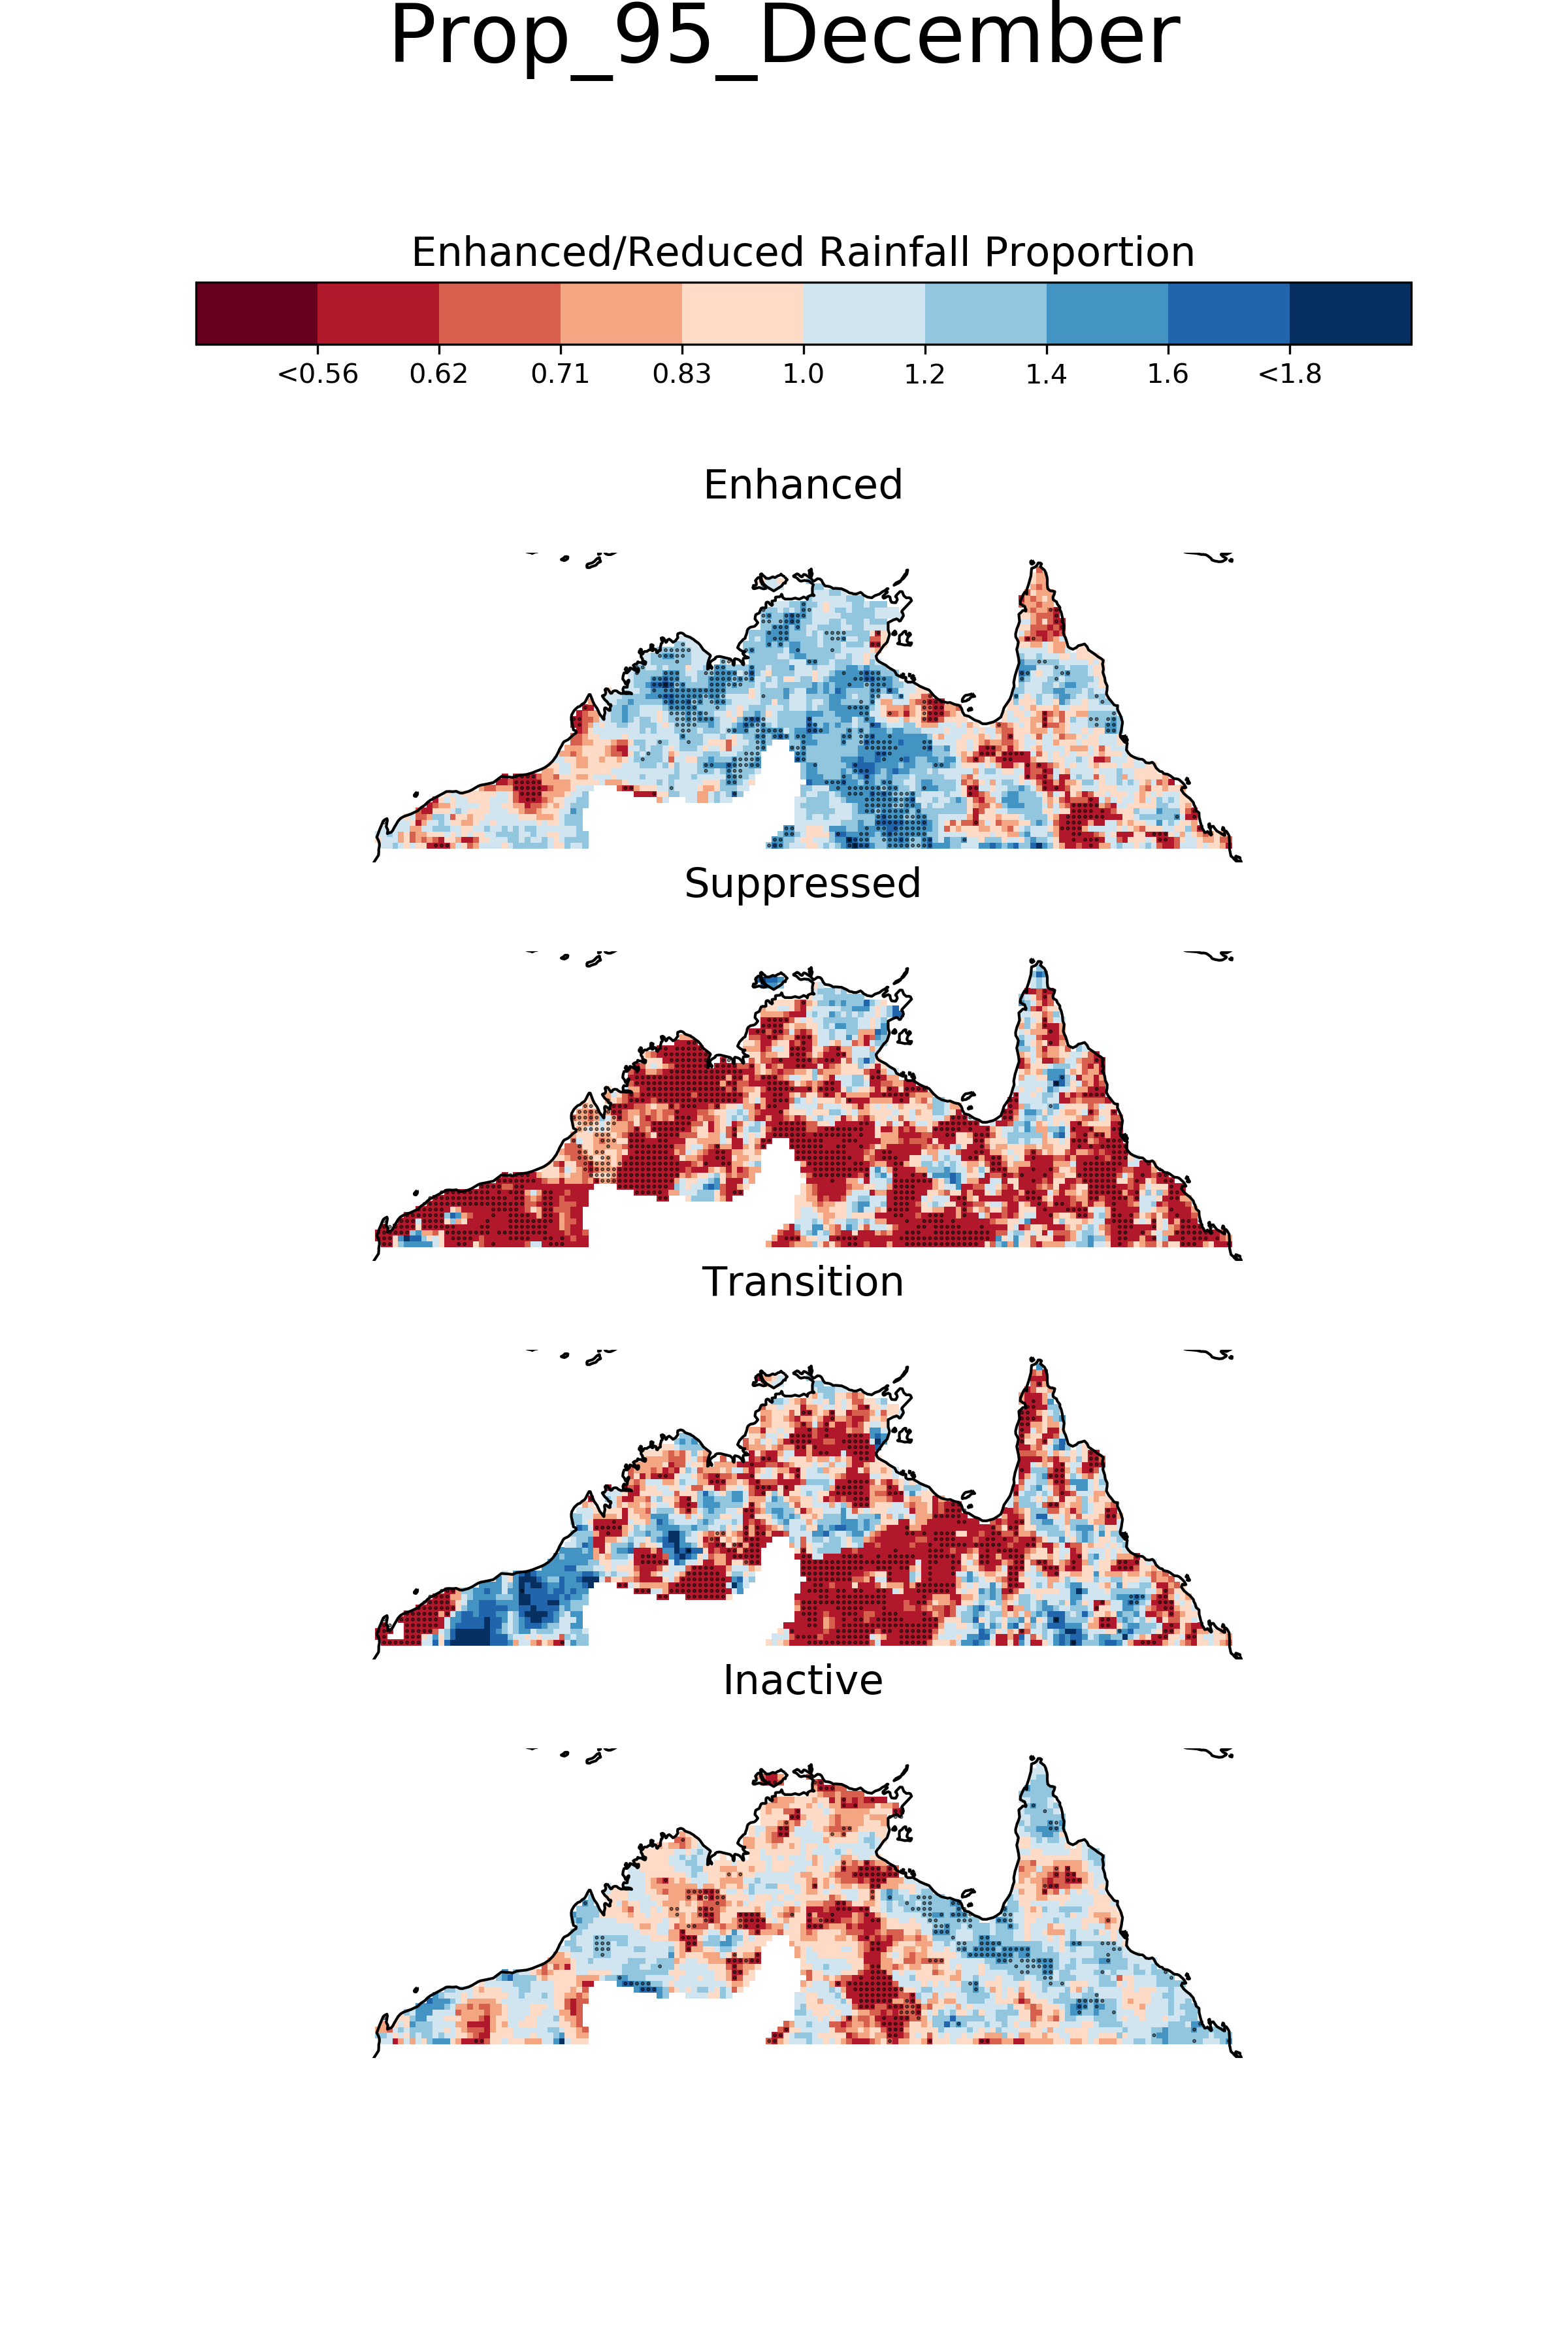 Prop_95_December
Enhanced/Reduced Rainfall Proportion
<0.56 0.62 0.71 0.83 1.0 1.2 1.4 1.6 <1.8
Enhanced
Suppressed
Transition
Inactive